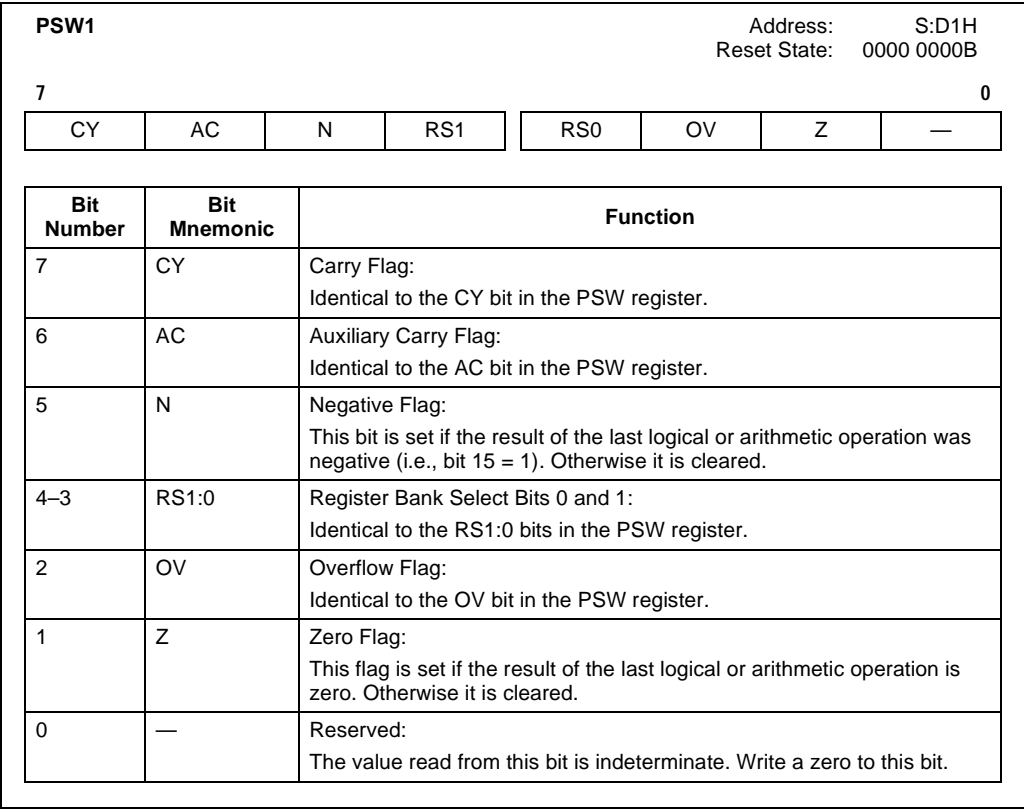 PSW1 Address: S:D1H
Reset State: 0000 0000B
7 0
CY AC N RS1 RS0 OV Z —
Bit Number Bit Mnemonic Function
7 CY Carry Flag:
Identical to the CY bit in the PSW register.
6 AC Auxiliary Carry Flag:
Identical to the AC bit in the PSW register.
5 N Negative Flag:
This bit is set if the result of the last logical or arithmetic operation was
negative (i.e., bit 15 = 1). Otherwise it is cleared.
4–3 RS1:0 Register Bank Select Bits 0 and 1:
Identical to the RS1:0 bits in the PSW register.
2 OV Overflow Flag:
Identical to the OV bit in the PSW register.
1 Z Zero Flag:
This flag is set if the result of the last logical or arithmetic operation is
zero. Otherwise it is cleared.
0 — Reserved:
The value read from this bit is indeterminate. Write a zero to this bit.